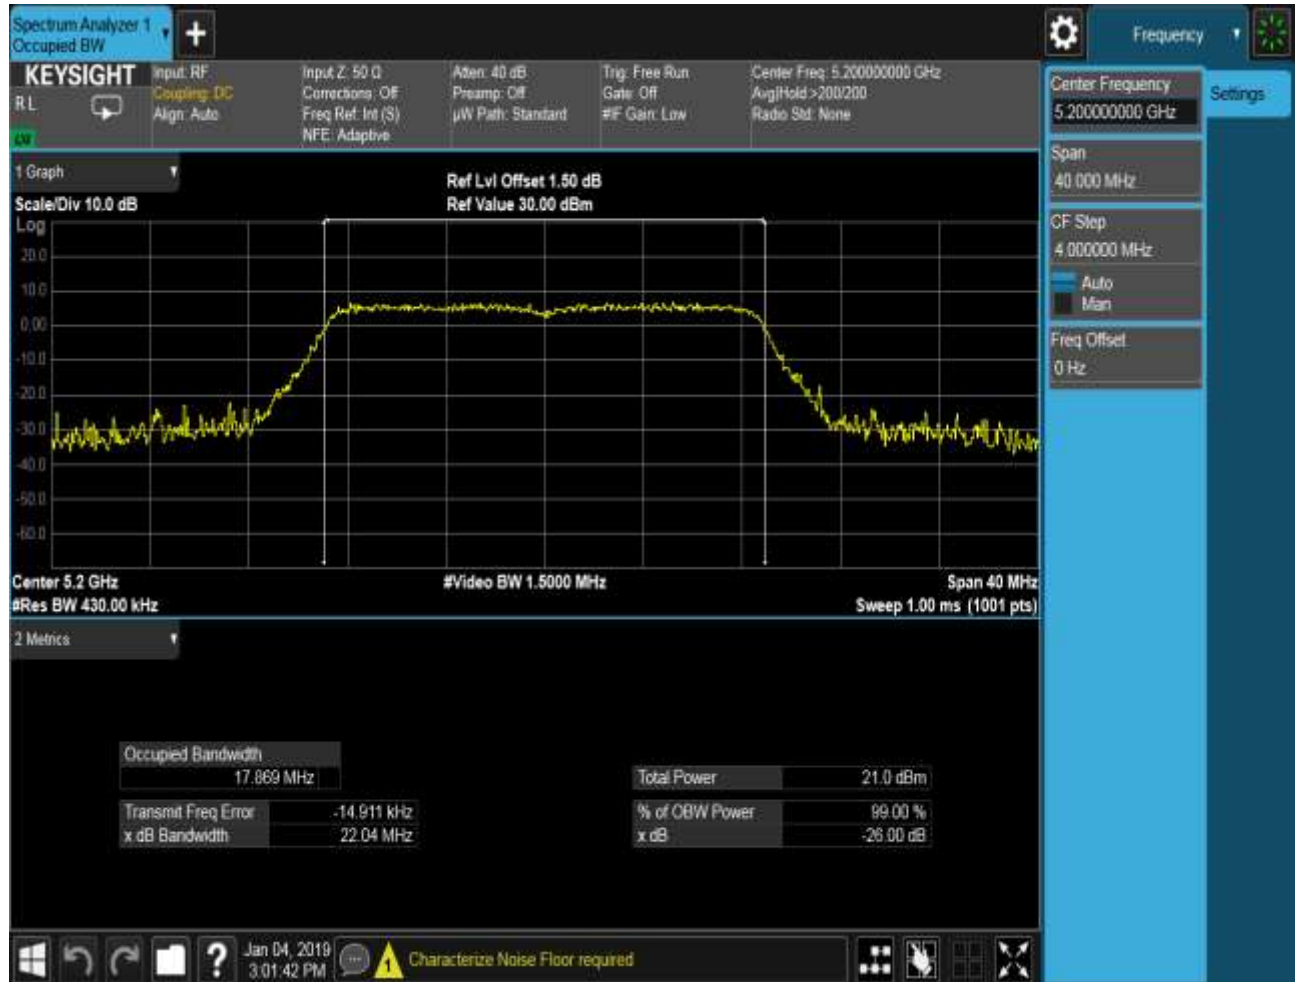 Spectrum Analyzer 1
Occupied BW
+
Frequency
KEYSIGHT
RL
Input: RF
Coupling: DC
Align: Auto
Input Z: 50 Ω
Corrections: Off
Freq Ref: Int (S)
NFE: Adaptive
Atten: 40 dB
Preamp: Off
µW Path: Standard
Trig: Free Run
Gate: Off
#IF Gain: Low
Center Freq: 5.200000000 GHz
Avg|Hold:>200/200
Radio Std: None
Center Frequency
5.200000000 GHz
Settings
Span
40.000 MHz
CF Step
4.000000 MHz
Auto
Man
Freq Offset
0 Hz
1 Graph
Scale/Div 10.0 dB
Ref Lvl Offset 1.50 dB
Ref Value 30.00 dBm
Log
20.0
10.0
0.00
-10.0
-20.0
-30.0
-40.0
-50.0
-60.0
Center 5.2 GHz
#Video BW 1.5000 MHz
Span 40 MHz
#Res BW 430.00 kHz
Sweep 1.00 ms (1001 pts)
2 Metrics
Occupied Bandwidth
17.869 MHz
Transmit Freq Error -14.911 kHz
x dB Bandwidth 22.04 MHz
Total Power 21.0 dBm
% of OBW Power 99.00 %
x dB -26.00 dB
?
Jan 04, 2019
3:01:42 PM
1
Characterize Noise Floor required